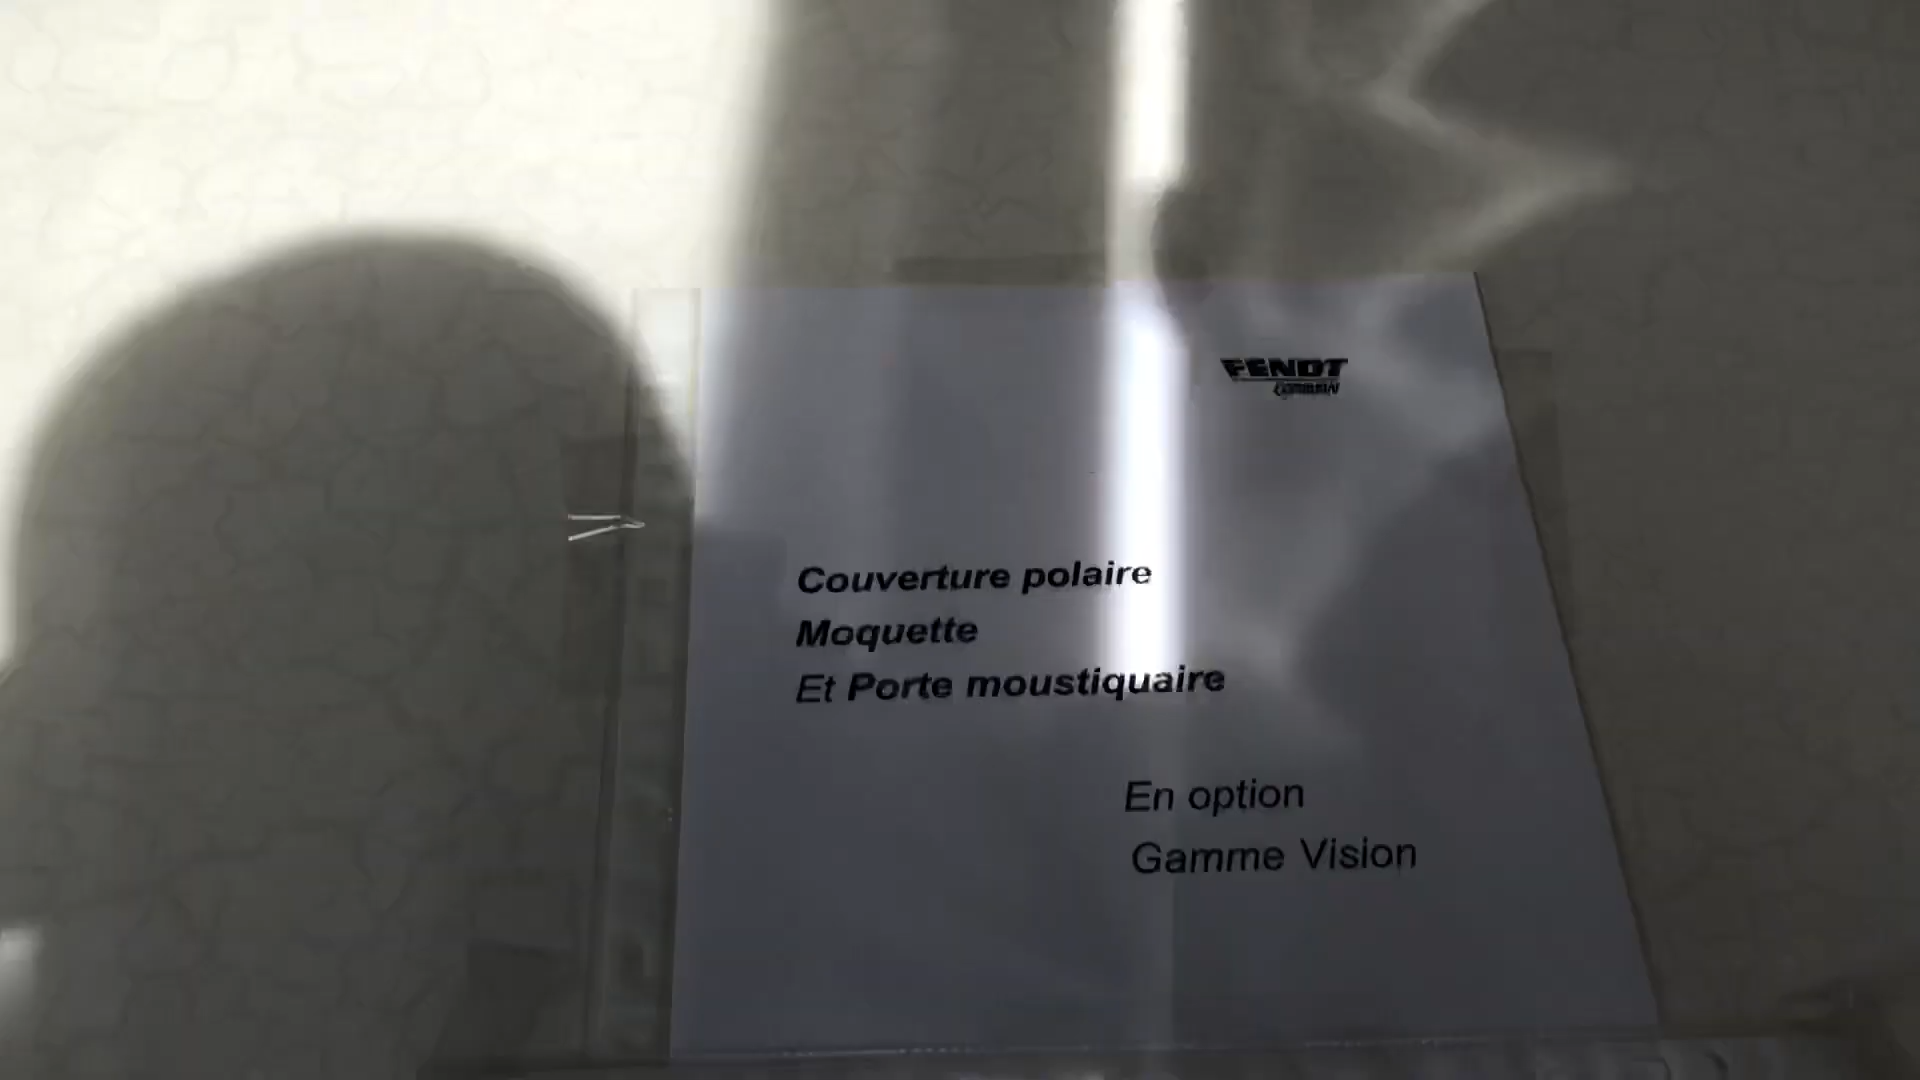 FENDT
Couverture polaire
Moquette
Et Porte moustiquaire
En option
Gamme Vision